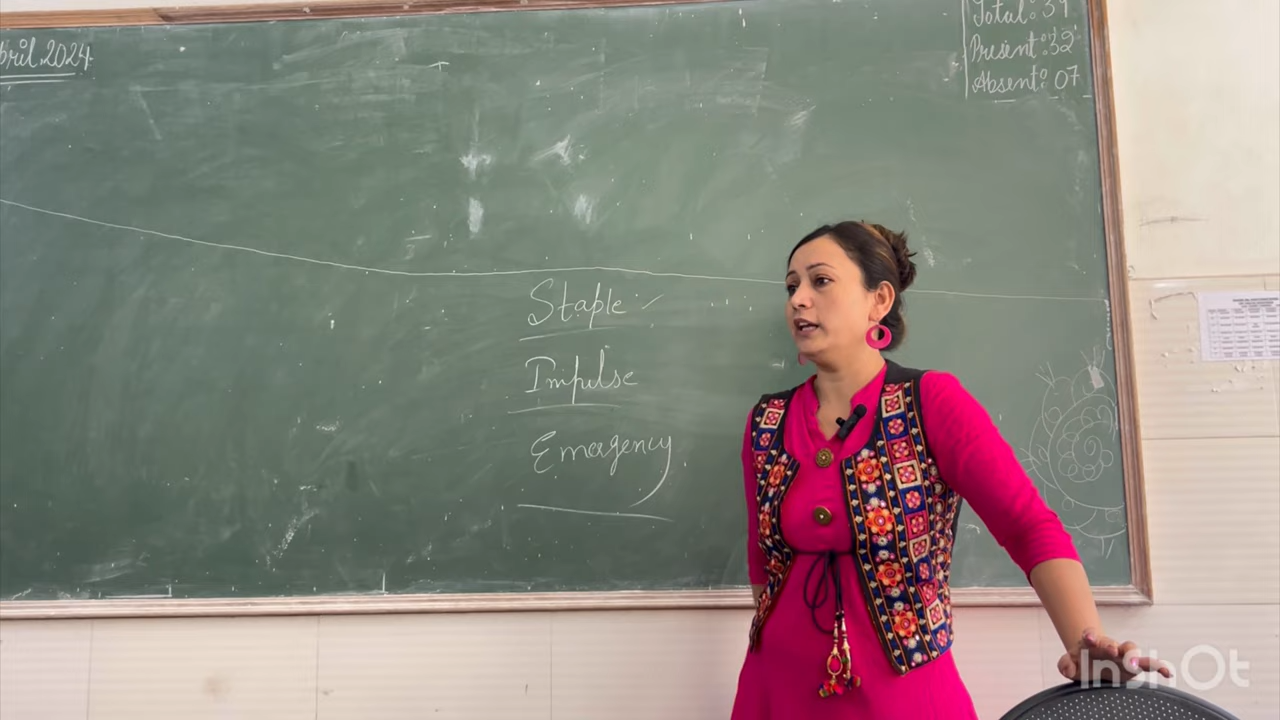 pril.2024
Total: 39
Present: 32
Absent: 07
Staple
Impulse
Emergency
InShOt